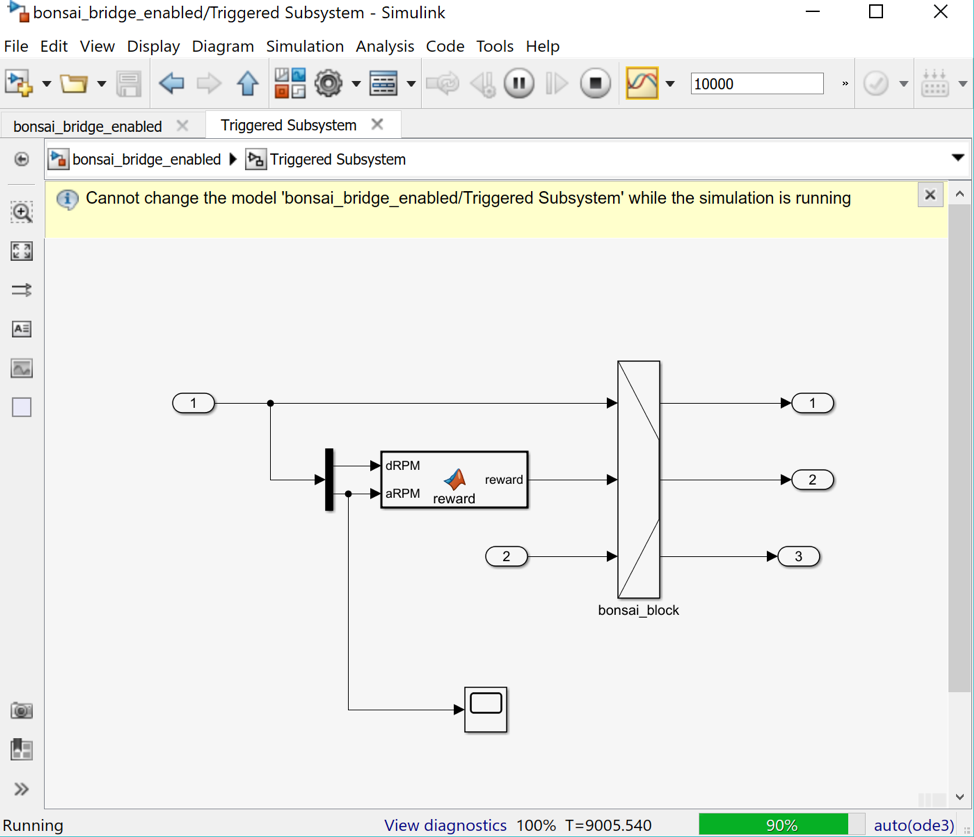 bonsai_bridge_enabled/Triggered Subsystem - Simulink
File Edit View Display Diagram Simulation Analysis Code Tools Help
10000 »
bonsai_bridge_enabled Triggered Subsystem
bonsai_bridge_enabled Triggered Subsystem
Cannot change the model 'bonsai_bridge_enabled/Triggered Subsystem' while the simulation is running
1
1
dRPM
aRPM
reward
reward
2
2
3
bonsai_block
Running View diagnostics 100% T=9005.540 90% auto(ode3)